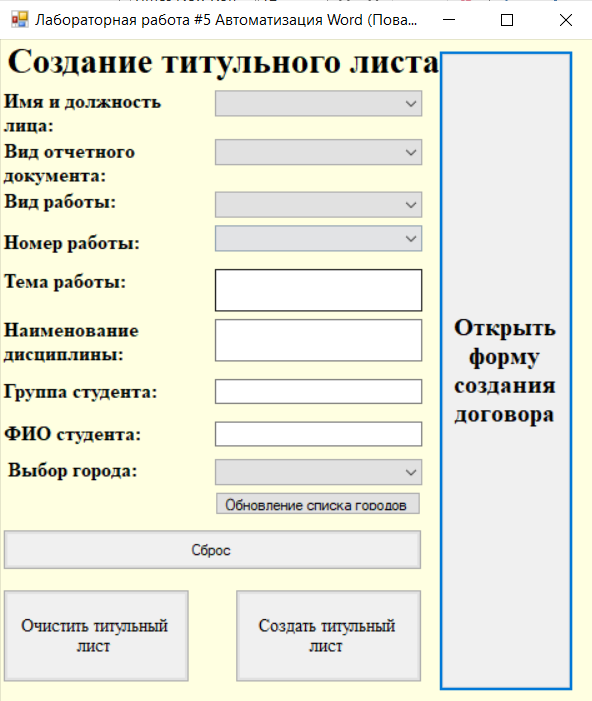 Лабораторная работа #5 Автоматизация Word (Пова...
Создание титульного листа
Имя и должность
лица:
Вид отчетного
документа:
Вид работы:
Номер работы:
Тема работы:
Наименование
дисциплины:
Группа студента:
ФИО студента:
Выбор города:
Обновление списка городов
Сброс
Очистить титульный
лист
Создать титульный
лист
Открыть
форму
создания
договора